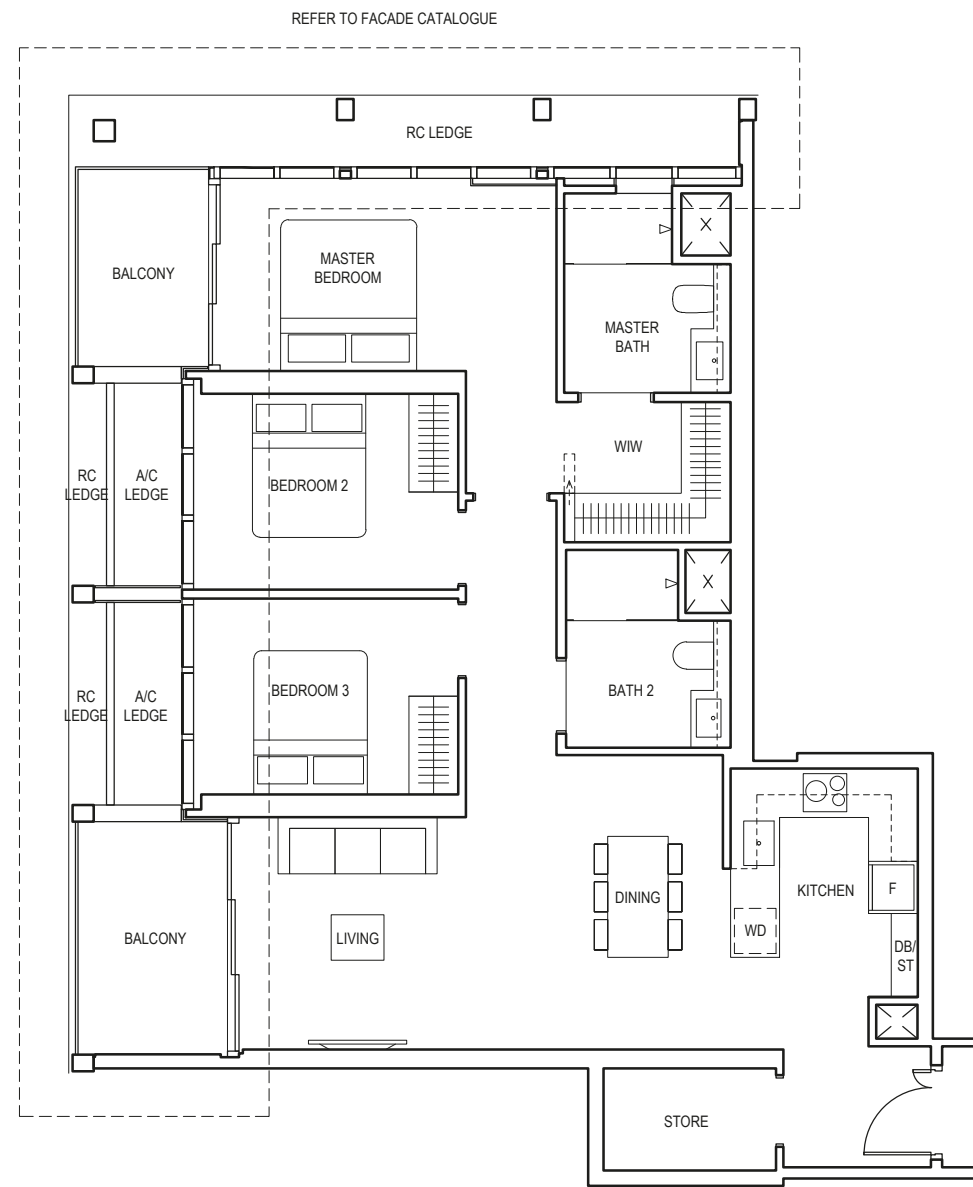 REFER TO FACADE CATALOGUE
RC LEDGE
BALCONY
MASTER
BEDROOM
X
MASTER
BATH
RC
LEDGE
A/C
LEDGE
BEDROOM 2
WIW
X
RC
LEDGE
A/C
LEDGE
BEDROOM 3
BATH 2
BALCONY
LIVING
DINING
KITCHEN
F
WD
DB/
ST
STORE